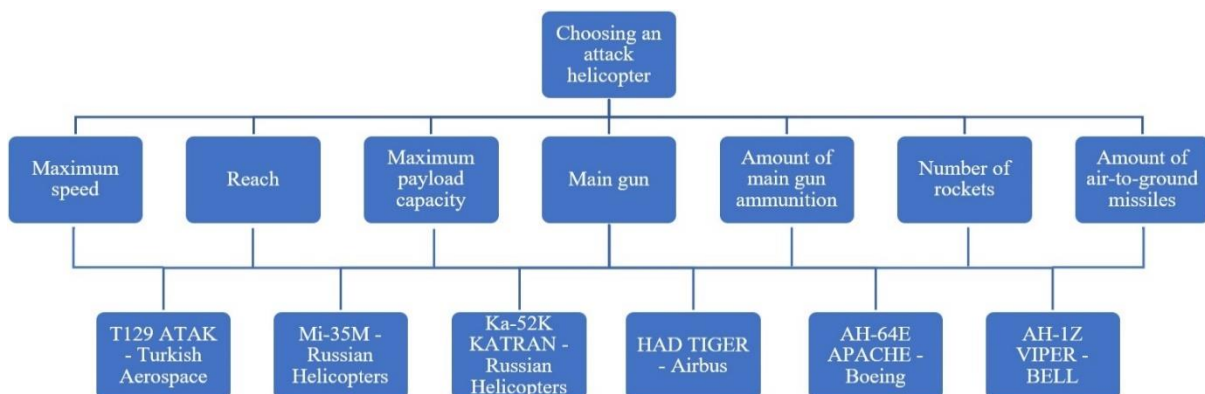 Choosing an
attack
helicopter
Maximum
speed
Reach
Maximum
payload
capacity
Main gun
Amount of
main gun
ammunition
Number of
rockets
Amount of
air-to-ground
missiles
T129 ATAK
- Turkish
Aerospace
Mi-35M -
Russian
Helicopters
Ka-52K
KATRAN -
Russian
Helicopters
HAD TIGER
- Airbus
AH-64E
APACHE -
Boeing
AH-1Z
VIPER -
BELL